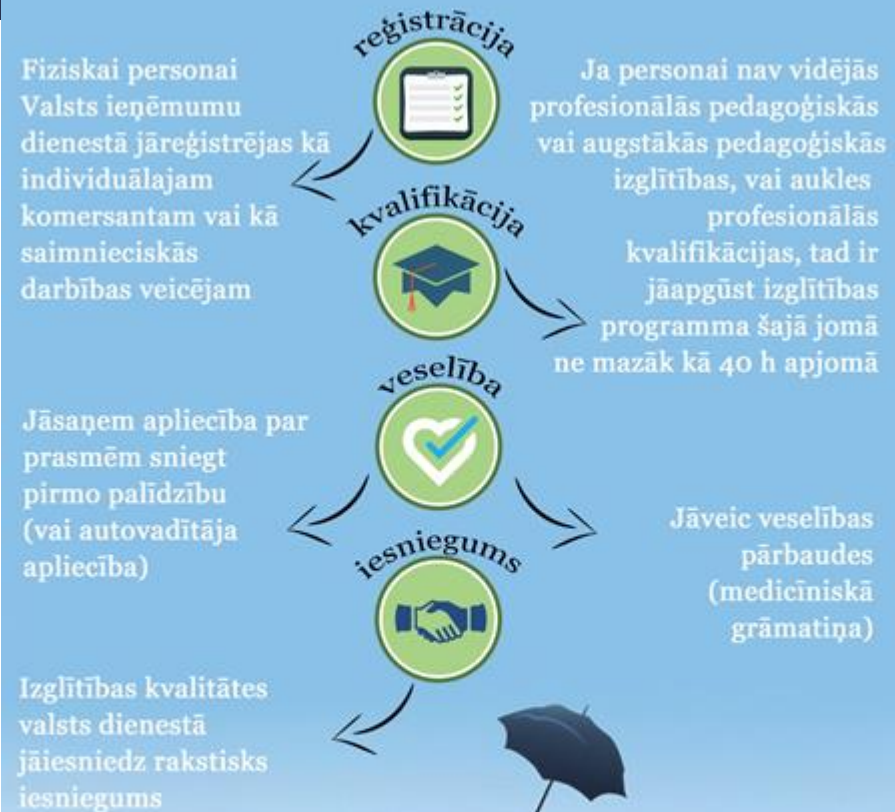 reģistrācija
Fiziskai personai
Valsts ieņēmumu
dienestā jāreģistrējas kā
individuālajam
komersantam vai kā
saimnieciskās
darbības veicējam
kvalifikācija
Ja personai nav vidējās
profesionālās pedagoģiskās
vai augstākās pedagoģiskās
izglītības, vai aukles
profesionālās
kvalifikācijas, tad ir
jāapgūst izglītības
programma šajā jomā
ne mazāk kā 40 h apjomā
veselība
Jāsaņem apliecība par
prasmēm sniegt
pirmo palīdzību
(vai autovadītāja
apliecība)
Jāveic veselības
pārbaudes
(medicīniskā
grāmatiņa)
iesniegums
Izglītības kvalitātes
valsts dienestā
jāiesniedz rakstisks
iesniegums